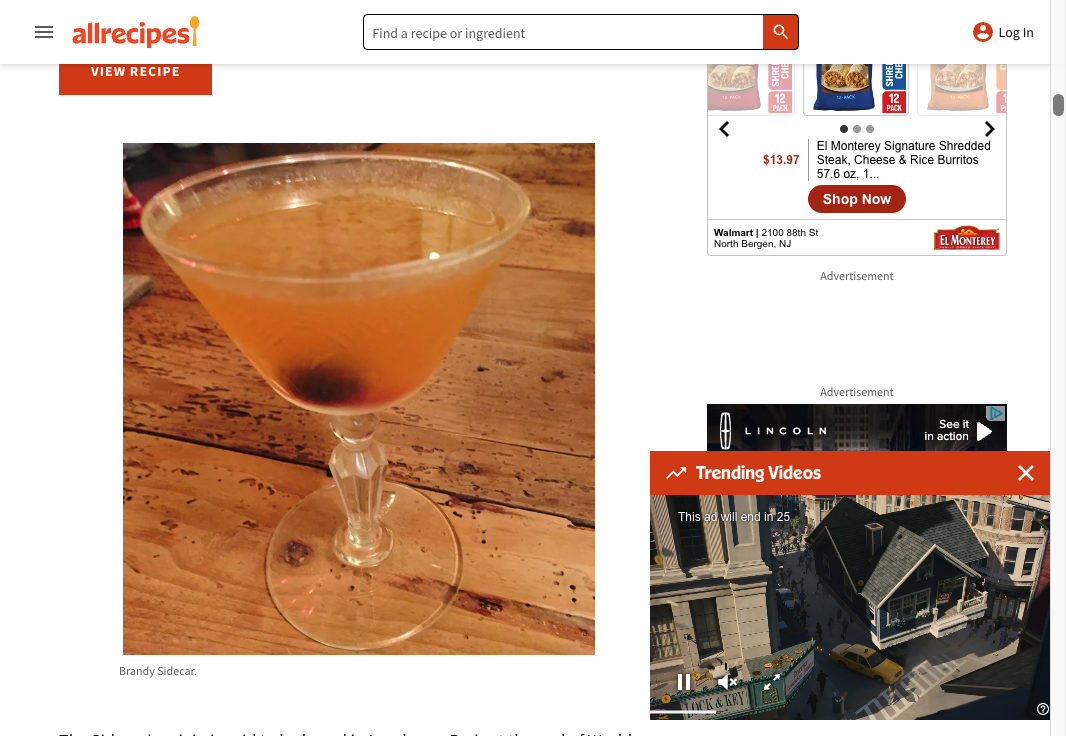 allrecipes
Find a recipe or ingredient
Log In
VIEW RECIPE
12
PACK
12
PACK
$13.97
El Monterey Signature Shredded
Steak, Cheese & Rice Burritos
57.6 oz, 1...
Shop Now
Walmart | 2100 88th St
North Bergen, NJ
EL MONTEREY
Advertisement
Advertisement
LINCOLN
See it
in action
Trending Videos
This ad will end in 25
LOCK & KEY
Brandy Sidecar.